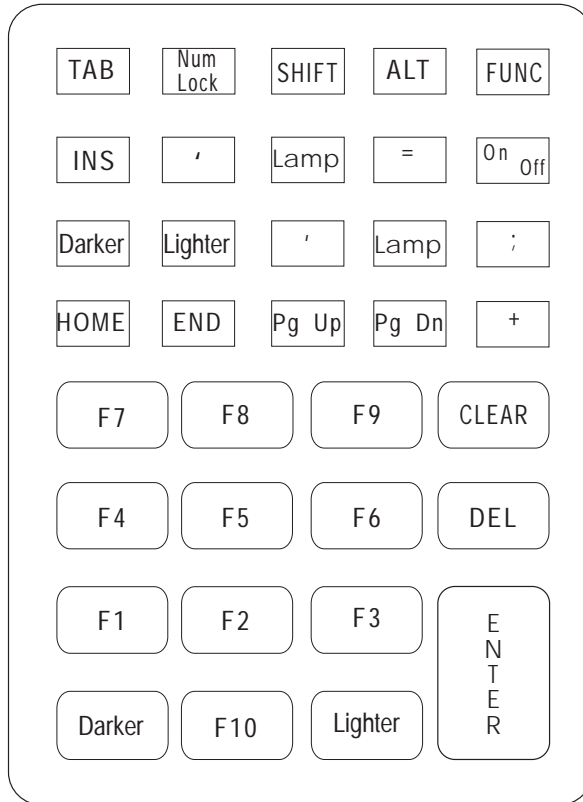 TAB Num Lock SHIFT ALT FUNC
INS ‘ Lamp = On Off
Darker Lighter ’ Lamp ;
HOME END Pg Up Pg Dn +
F7 F8 F9 CLEAR
F4 F5 F6 DEL
F1 F2 F3 ENTER
Darker F10 Lighter